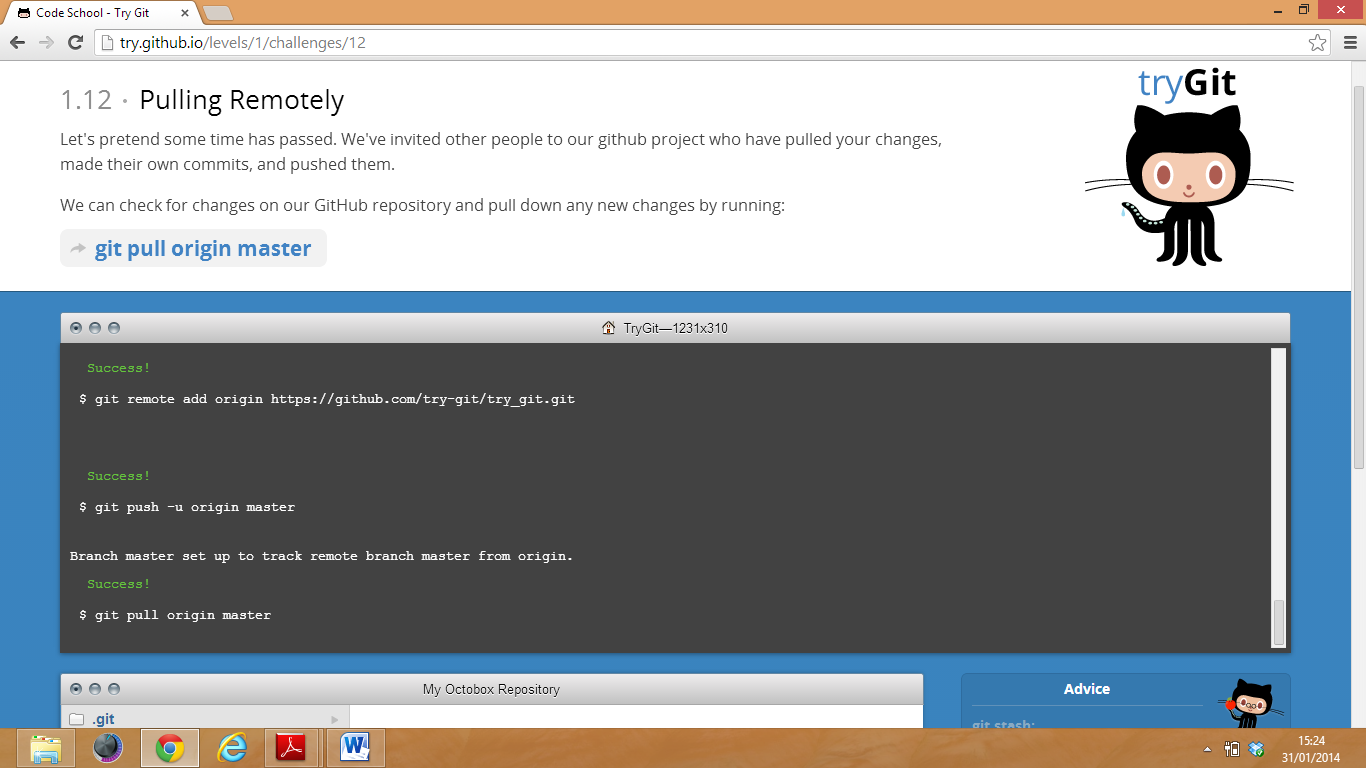 Code School - Try Git
try.github.io/levels/1/challenges/12
tryGit
1.12 · Pulling Remotely
Let's pretend some time has passed. We've invited other people to our github project who have pulled your changes,
made their own commits, and pushed them.
We can check for changes on our GitHub repository and pull down any new changes by running:
git pull origin master
TryGit—1231x310
Success!
$ git remote add origin https://github.com/try-git/try_git.git
Success!
$ git push -u origin master
Branch master set up to track remote branch master from origin.
Success!
$ git pull origin master
My Octobox Repository
.git
Advice
git stash:
15:24
31/01/2014